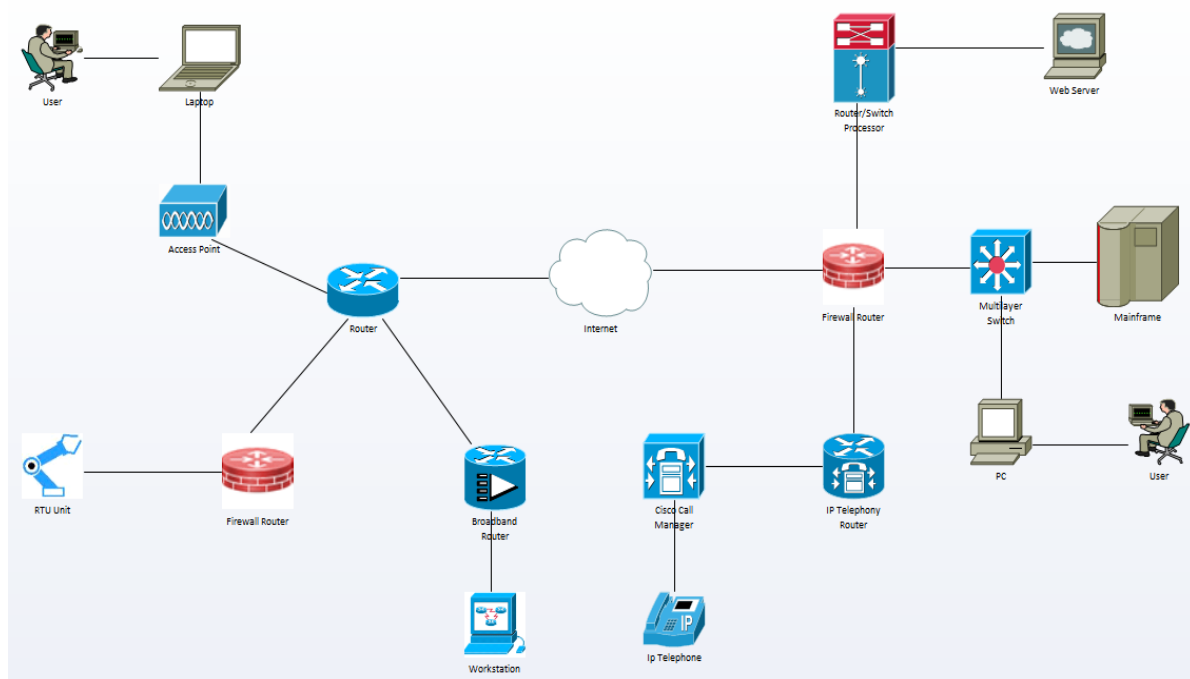 User
Laptop
Router/Switch
Processor
Web Server
Access Point
Router
Internet
Firewall Router
Multilayer
Switch
Mainframe
RTU Unit
Firewall Router
Broadband
Router
Cisco Call
Manager
IP Telephony
Router
PC
User
Workstation
IP
Ip Telephone